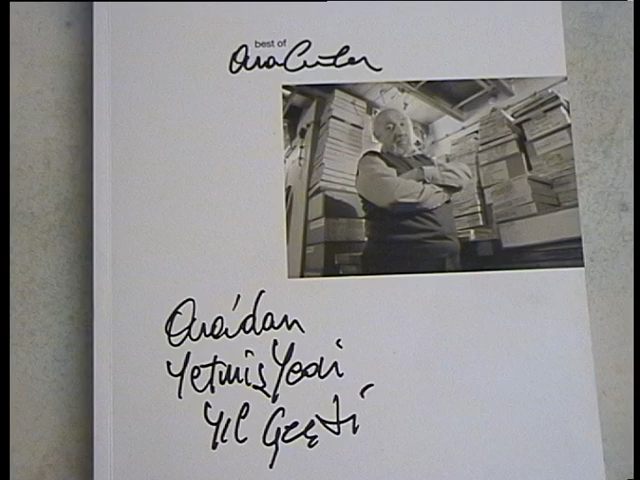 best of
Ara Güler
Ara'dan
Yetmiş Yedi
Yıl Geçti